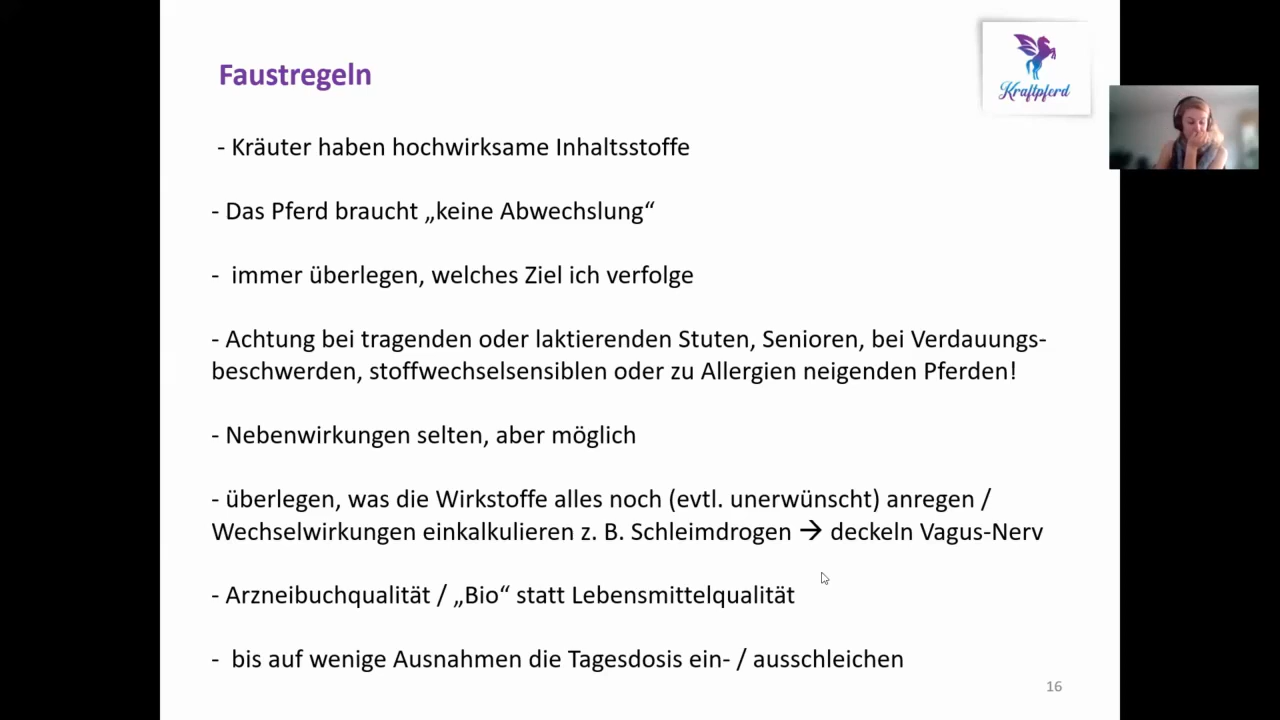 Faustregeln
Kraftpferd
- Kräuter haben hochwirksame Inhaltsstoffe
- Das Pferd braucht „keine Abwechslung“
- immer überlegen, welches Ziel ich verfolge
- Achtung bei tragenden oder laktierenden Stuten, Senioren, bei Verdauungs-
beschwerden, stoffwechselsensiblen oder zu Allergien neigenden Pferden!
- Nebenwirkungen selten, aber möglich
- überlegen, was die Wirkstoffe alles noch (evtl. unerwünscht) anregen /
Wechselwirkungen einkalkulieren z. B. Schleimdrogen → deckeln Vagus-Nerv
- Arzneibuchqualität / „Bio“ statt Lebensmittelqualität
- bis auf wenige Ausnahmen die Tagesdosis ein- / ausschleichen
16